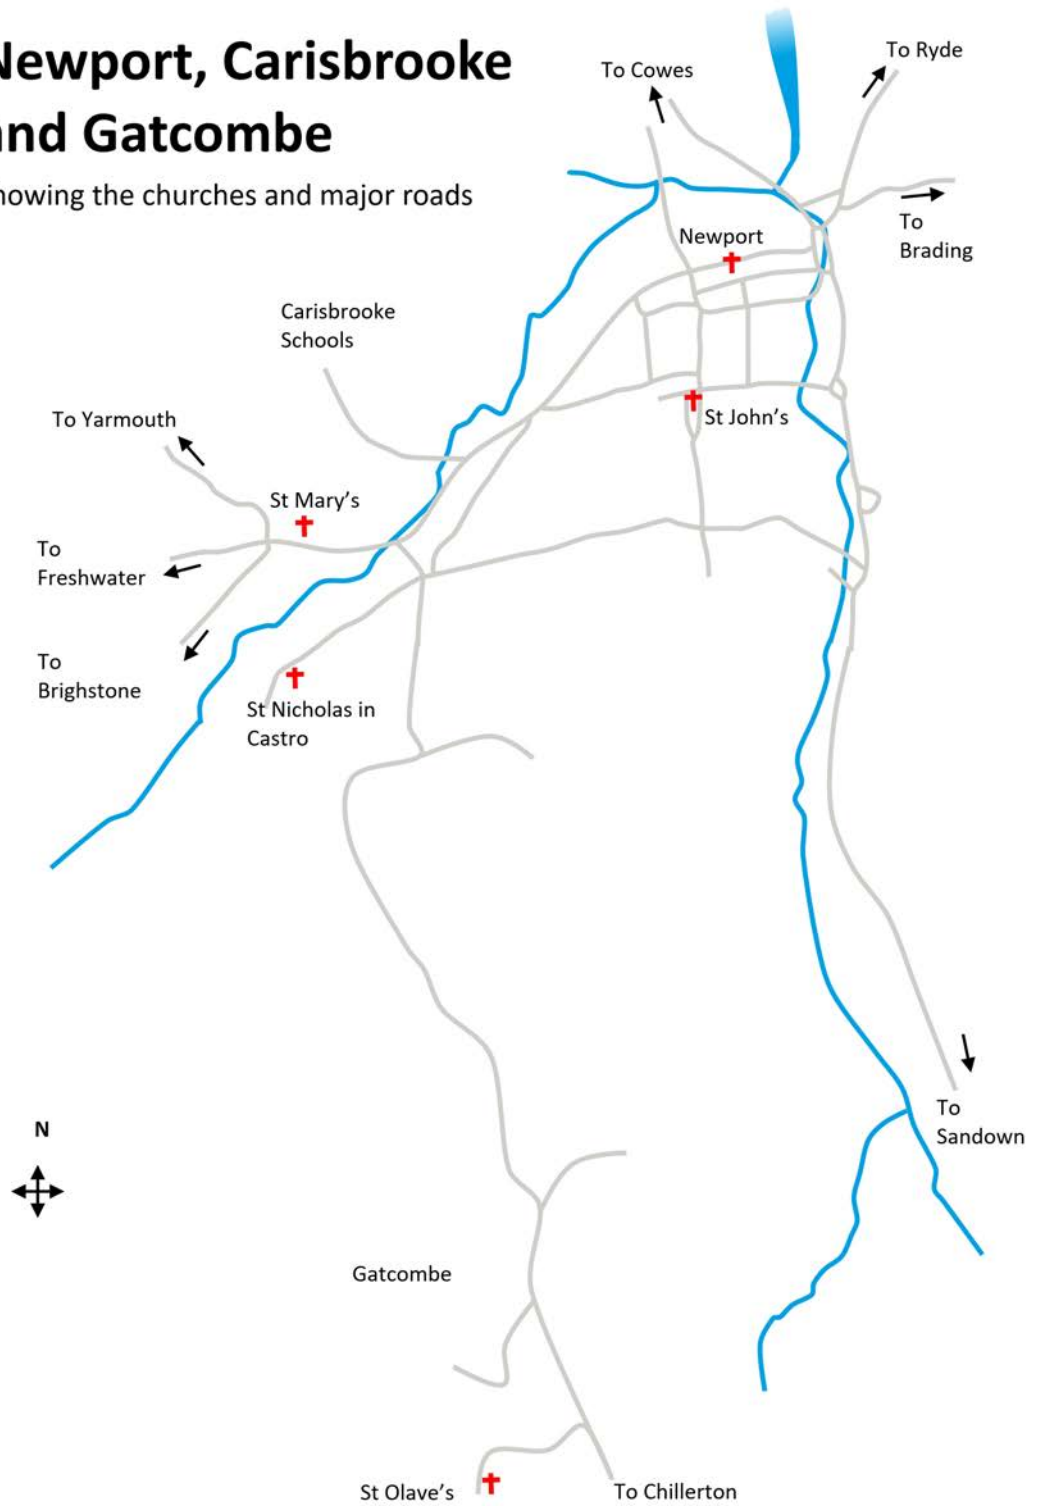 Newport, Carisbrooke
and Gatcombe
howing the churches and major roads
To Cowes
To Ryde
To
Brading
Newport
Carisbrooke
Schools
To Yarmouth
St John's
St Mary's
To
Freshwater
To
Brighstone
St Nicholas in
Castro
To
Sandown
N
Gatcombe
St Olave's
To Chillerton